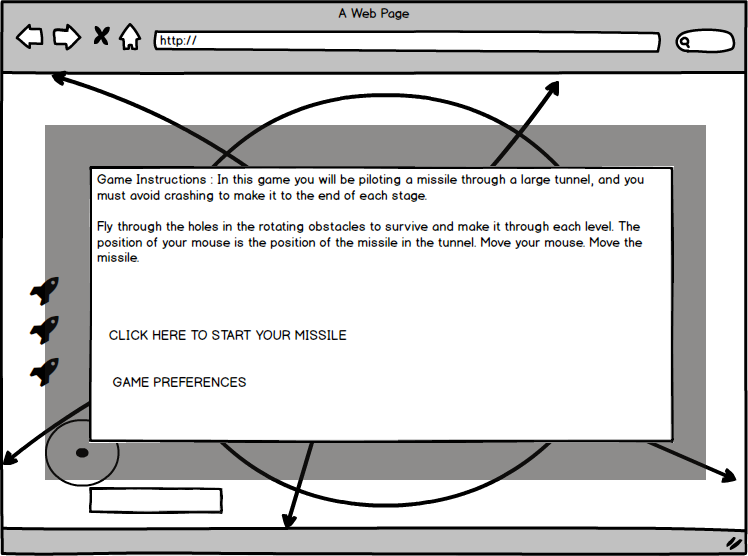 A Web Page
http://
Game Instructions : In this game you will be piloting a missile through a large tunnel, and you
must avoid crashing to make it to the end of each stage.
Fly through the holes in the rotating obstacles to survive and make it through each level. The
position of your mouse is the position of the missile in the tunnel. Move your mouse. Move the
missile.
CLICK HERE TO START YOUR MISSILE
GAME PREFERENCES